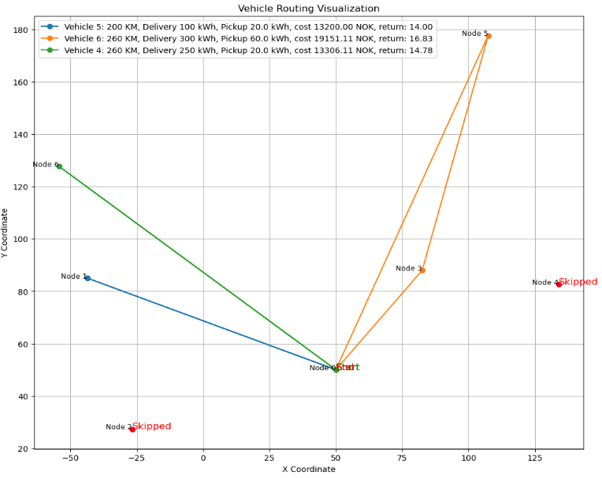 Vehicle Routing Visualization
Vehicle 5: 200 KM, Delivery 100 kWh, Pickup 20.0 kWh, cost 13200.00 NOK, return: 14.00
Vehicle 6: 260 KM, Delivery 300 kWh, Pickup 60.0 kWh, cost 19151.11 NOK, return: 16.83
Vehicle 4: 260 KM, Delivery 250 kWh, Pickup 20.0 kWh, cost 13306.11 NOK, return: 14.78
180
Node 5
160
140
Node 6
120
Y Coordinate
100
Node 3
Node 1
Node 4 Skipped
80
60
Node
40
Node 2 Skipped
20
−50 −25 0 25 50 75 100 125
X Coordinate